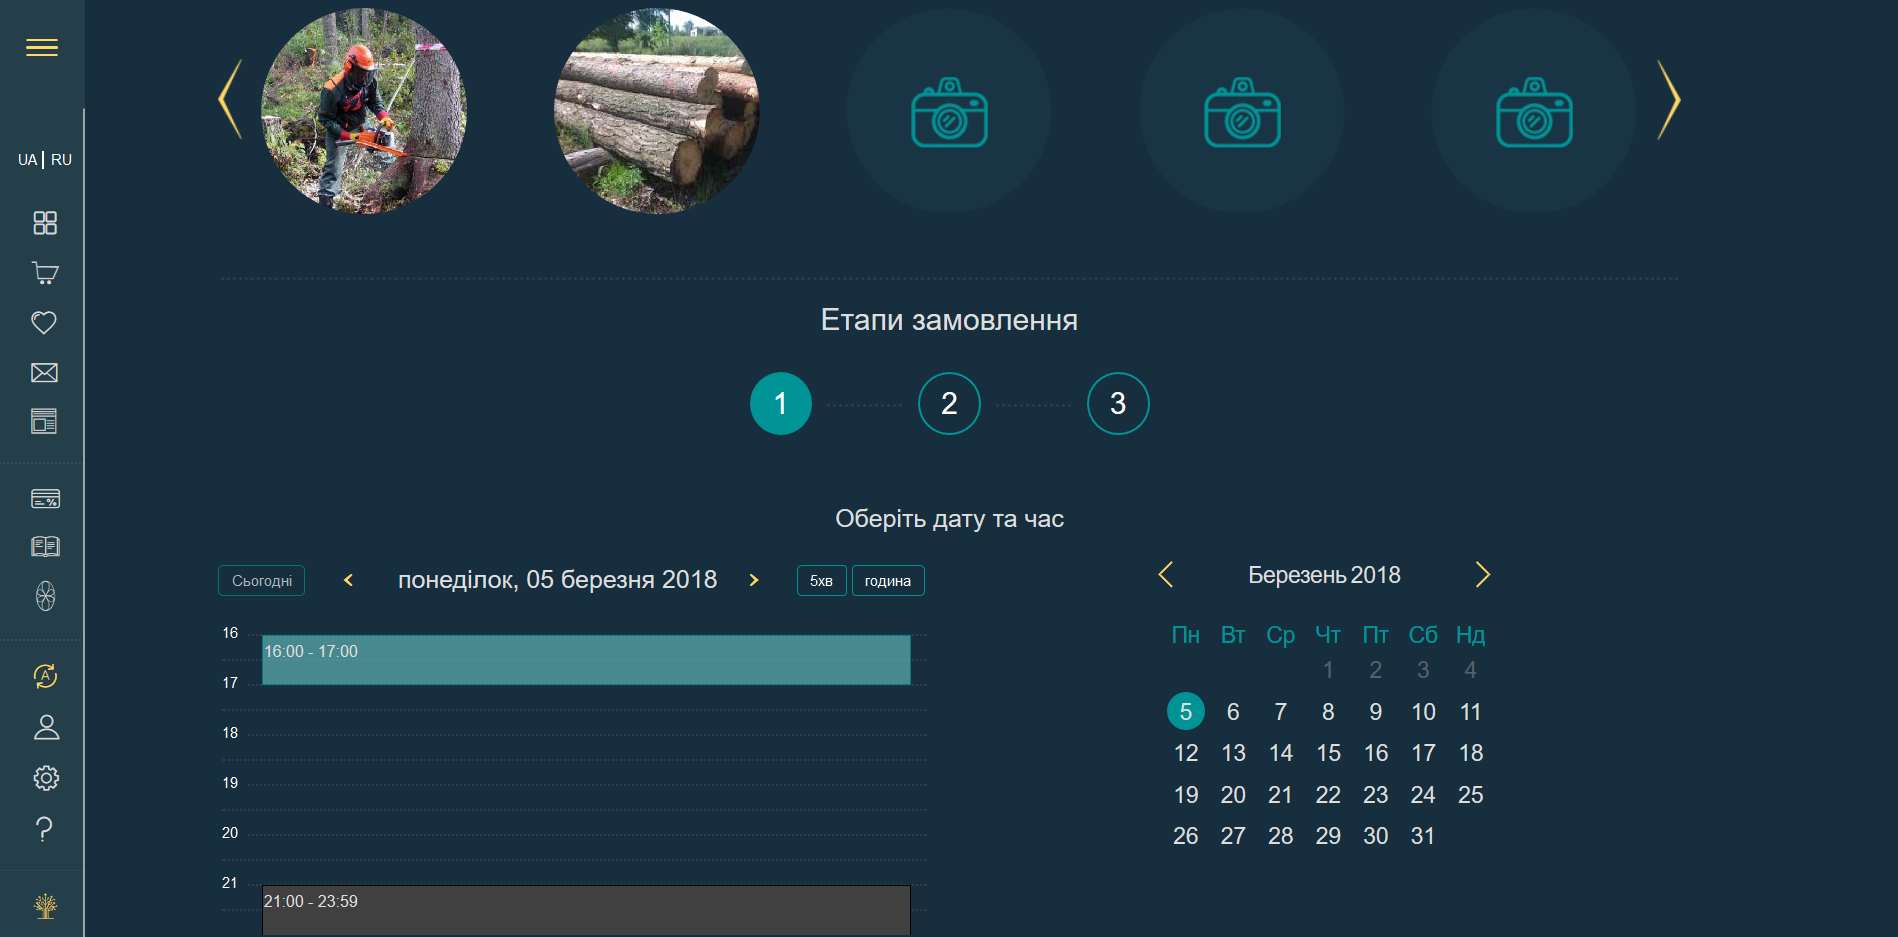 UA | RU
Етапи замовлення
1 2 3
Оберіть дату та час
Сьогодні понеділок, 05 березня 2018 5хв година
16
16:00 - 17:00
17
18
19
20
21
21:00 - 23:59
Березень 2018
Пн Вт Ср Чт Пт Сб Нд
1 2 3 4
5 6 7 8 9 10 11
12 13 14 15 16 17 18
19 20 21 22 23 24 25
26 27 28 29 30 31